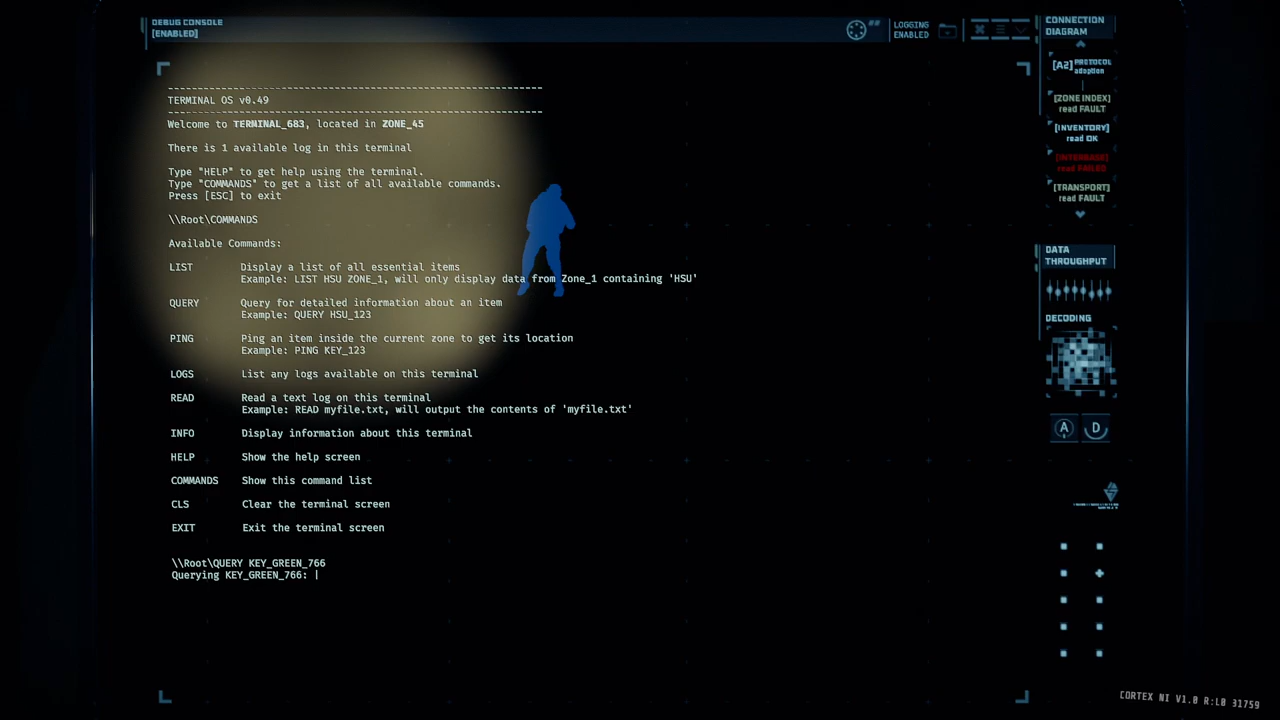 DEBUG CONSOLE
[ENABLED]
LOGGING
ENABLED
CONNECTION
DIAGRAM
[A2] PROTOCOL
adaption
[ZONE INDEX]
read FAULT
[INVENTORY]
read OK
read FAILED
[TRANSPORT]
read FAULT
DATA
THROUGHPUT
DECODING
A D
-----------------------------------------------------------------
TERMINAL OS v0.49
-----------------------------------------------------------------
Welcome to TERMINAL_683, located in ZONE_45
There is 1 available log in this terminal
Type "HELP" to get help using the terminal.
Type "COMMANDS" to get a list of all available commands.
Press [ESC] to exit
\\Root\COMMANDS
Available Commands:
LIST Display a list of all essential items
Example: LIST HSU ZONE_1, will only display data from Zone_1 containing 'HSU'
QUERY Query for detailed information about an item
Example: QUERY HSU_123
PING Ping an item inside the current zone to get its location
Example: PING KEY_123
LOGS List any logs available on this terminal
READ Read a text log on this terminal
Example: READ myfile.txt, will output the contents of 'myfile.txt'
INFO Display information about this terminal
HELP Show the help screen
COMMANDS Show this command list
CLS Clear the terminal screen
EXIT Exit the terminal screen
\\Root\QUERY KEY_GREEN_766
Querying KEY_GREEN_766: |
CORTEX NI V1.0 R:L0 31759